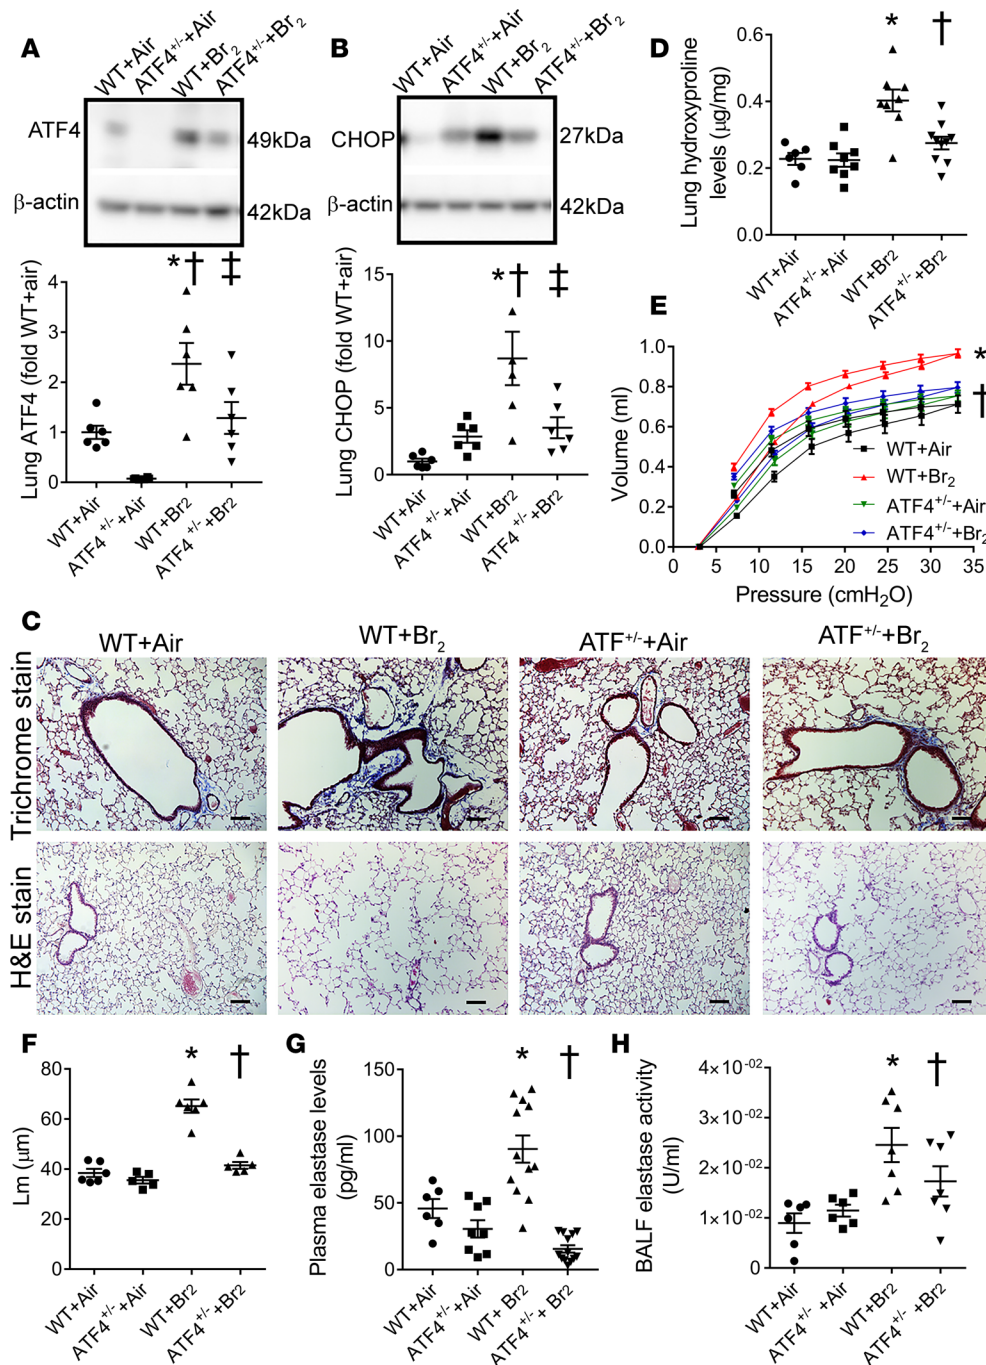 A
WT+Air
ATF4+/-+Air
WT+Br2
ATF4+/-+Br2
ATF4
49kDa
β-actin
42kDa
* † ‡
Lung ATF4 (fold WT+air)
4
3
2
1
0
WT+Air
ATF4+/-+Air
WT+Br2
ATF4+/-+Br2
B
WT+Air
ATF4+/-+Air
WT+Br2
ATF4+/-+Br2
CHOP
27kDa
β-actin
42kDa
* † ‡
Lung CHOP (fold WT+air)
15
10
5
0
WT+Air
ATF4+/-+Air
WT+Br2
ATF4+/-+Br2
D
* †
Lung hydroxyproline
levels (μg/mg)
0.6
0.4
0.2
0.0
WT+Air
ATF4+/-+Air
WT+Br2
ATF4+/-+Br2
E
Volume (ml)
1.0
0.8
0.6
0.4
0.2
0.0
*
†
WT+Air
WT+Br2
ATF4+/-+Air
ATF4+/-+Br2
0 5 10 15 20 25 30 35
Pressure (cmH2O)
C
WT+Air
WT+Br2
ATF+/-+Air
ATF+/-+Br2
Trichrome stain
H&E stain
F
* †
Lm (μm)
80
60
40
20
0
WT+Air
ATF4+/-+Air
WT+Br2
ATF4+/-+Br2
G
* †
Plasma elastase levels
(pg/ml)
150
100
50
0
WT+Air
ATF4+/-+Air
WT+ Br2
ATF4+/-+ Br2
H
* †
BALF elastase activity
(U/ml)
4×10-02
3×10-02
2×10-02
1×10-02
0
WT+Air
ATF4+/-+Air
WT+Br2
ATF4+/-+Br2